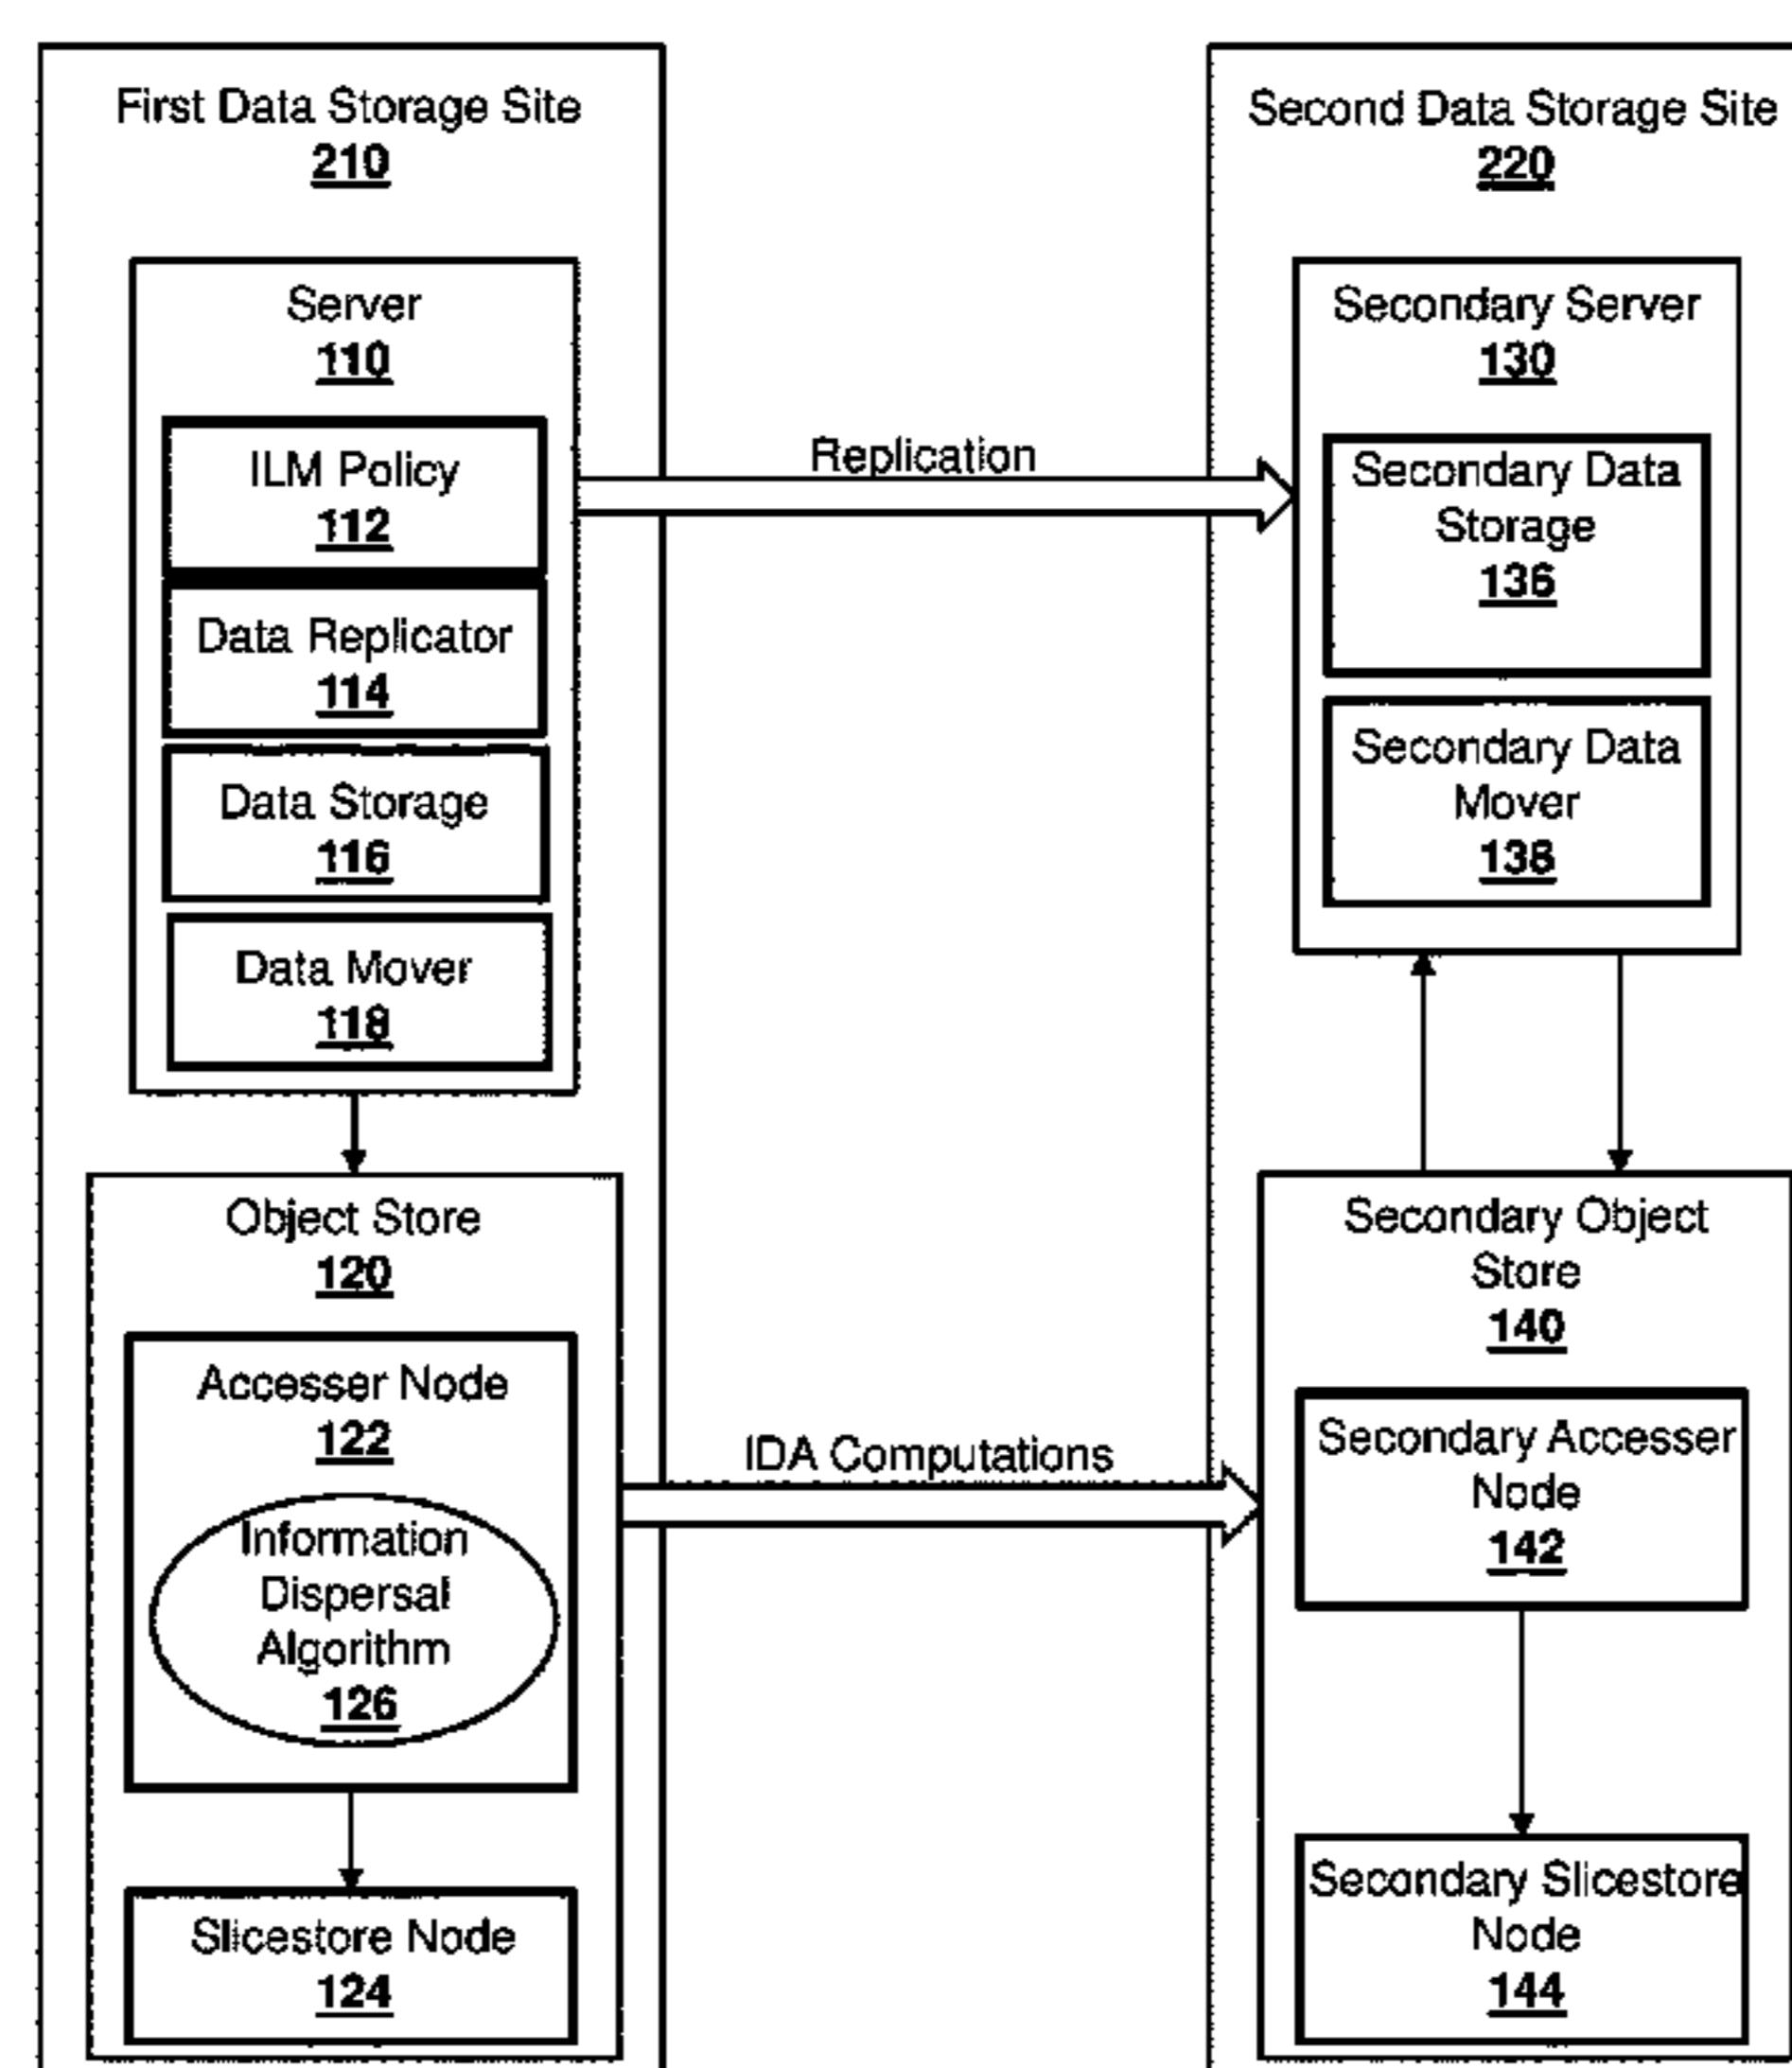 First Data Storage Site
210
Server
110
ILM Policy
112
Data Replicator
114
Data Storage
116
Data Mover
118
Object Store
120
Accesser Node
122
Information
Dispersal
Algorithm
126
Slicestore Node
124
Replication
IDA Computations
Second Data Storage Site
220
Secondary Server
130
Secondary Data
Storage
136
Secondary Data
Mover
138
Secondary Object
Store
140
Secondary Accesser
Node
142
Secondary Slicestore
Node
144